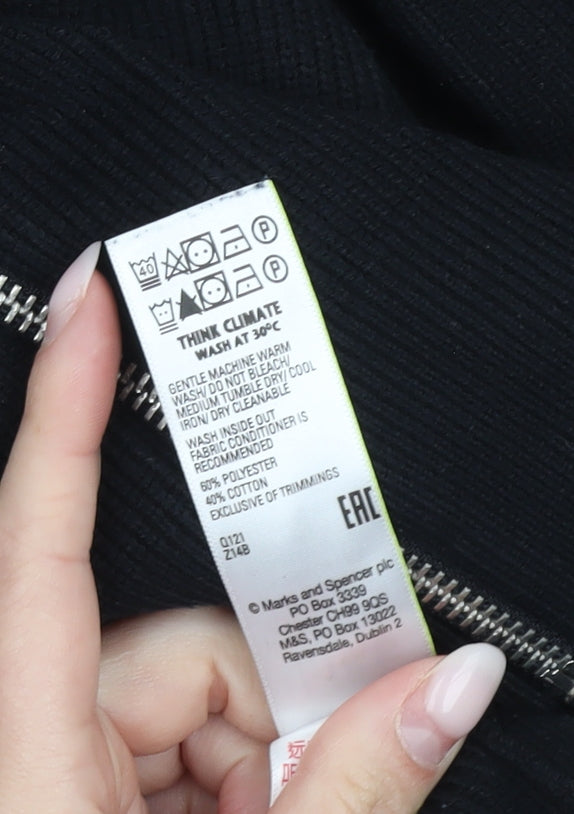 40 P
P
THINK CLIMATE
WASH AT 30°C
GENTLE MACHINE WARM
WASH/ DO NOT BLEACH/
MEDIUM TUMBLE DRY/ COOL
IRON/ DRY CLEANABLE
WASH INSIDE OUT
FABRIC CONDITIONER IS
RECOMMENDED
60% POLYESTER
40% COTTON
EXCLUSIVE OF TRIMMINGS
EAC
Q121
Z14B
© Marks and Spencer plc
PO Box 3339
Chester CH99 9QS
M&S, PO Box 13022
Ravensdale, Dublin 2
远